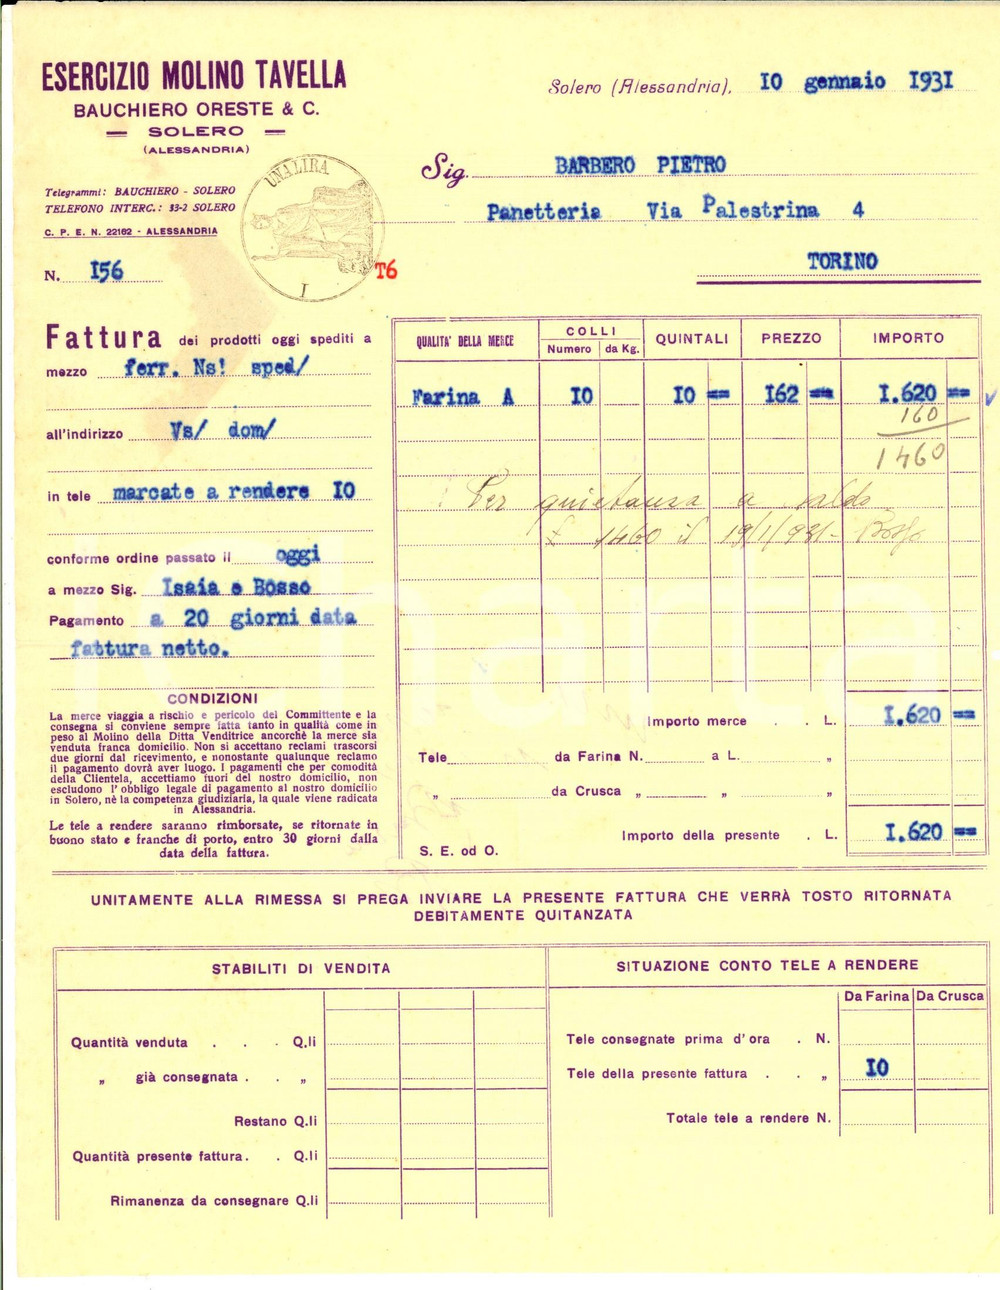 ESERCIZIO MOLINO TAVELLA
BAUCHIERO ORESTE & C.
SOLERO
(ALESSANDRIA)
Telegrammi: BAUCHIERO - SOLERO
TELEFONO INTERC.: 33-2 SOLERO
C. P. E. N. 22182 - ALESSANDRIA
N. I56
UNA LIRA
I
T6
Solero (Alessandria), IO gennaio I93I
Sig. BARBERO PIETRO
Panetteria Via Palestrina 4
TORINO
Fattura dei prodotti oggi spediti a
mezzo ferr. Ns! sped/
all'indirizzo Vs/ dom/
in tele marcate a rendere IO
conforme ordine passato il oggi
a mezzo Sig. Isaia e Bosso
Pagamento a 20 giorni data
fattura netto.
CONDIZIONI
La merce viaggia a rischio e pericolo del Committente e la
consegna si conviene sempre fatta tanto in qualità come in
peso al Molino della Ditta Venditrice ancorchè la merce sia
venduta franca domicilio. Non si accettano reclami trascorsi
due giorni dal ricevimento, e nonostante qualunque reclamo
il pagamento dovrà aver luogo. I pagamenti che per comodità
della Clientela, accettiamo fuori del nostro domicilio, non
escludono l'obbligo legale di pagamento al nostro domicilio
in Solero, nè la competenza giudiziaria, la quale viene radicata
in Alessandria.
Le tele a rendere saranno rimborsate, se ritornate in
buono stato e franche di porto, entro 30 giorni dalla
data della fattura.
QUALITA' DELLA MERCE COLLI QUINTALI PREZZO IMPORTO
Numero da Kg.
Farina A IO IO == I62 == I.620 ==
160
1460
Per quietanza a saldo
£ 1460 il 19/1/931 - Bosso
Importo merce . . L. I.620 ==
Tele da Farina N. a L. „
„ da Crusca „ „ „
Importo della presente . L. I.620 ==
S. E. od O.
UNITAMENTE ALLA RIMESSA SI PREGA INVIARE LA PRESENTE FATTURA CHE VERRÀ TOSTO RITORNATA
DEBITAMENTE QUITANZATA
STABILITI DI VENDITA
Quantità venduta . . . Q.li
„ già consegnata . . „
Restano Q.li
Quantità presente fattura . . Q.li
Rimanenza da consegnare Q.li
SITUAZIONE CONTO TELE A RENDERE
Da Farina Da Crusca
Tele consegnate prima d'ora . N.
Tele della presente fattura . . „ IO
Totale tele a rendere N.